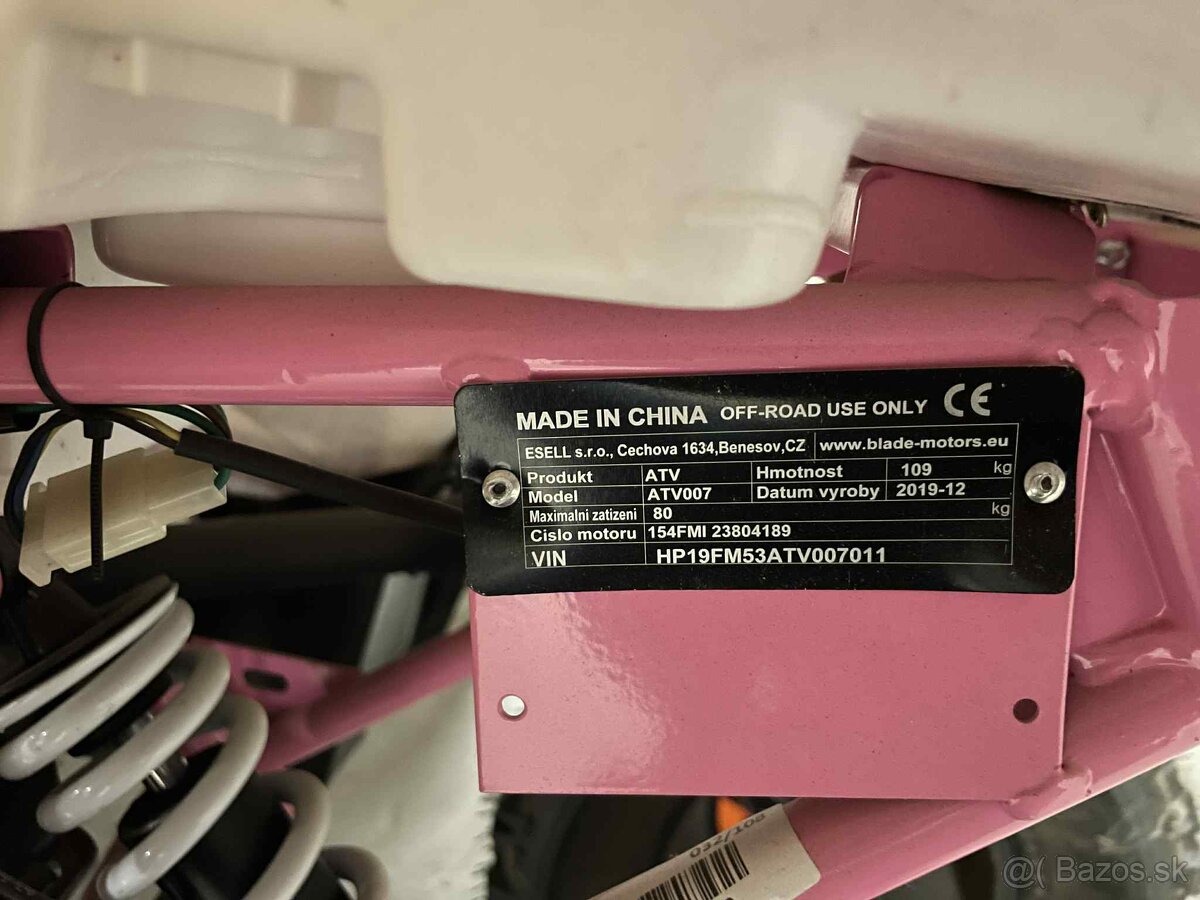 MADE IN CHINA OFF-ROAD USE ONLY CE
ESELL s.r.o., Cechova 1634,Benesov,CZ www.blade-motors.eu
Produkt ATV Hmotnost 109 kg
Model ATV007 Datum vyroby 2019-12
Maximalni zatizeni 80 kg
Cislo motoru 154FMI 23804189
VIN HP19FM53ATV007011
032/108
@( Bazos.sk